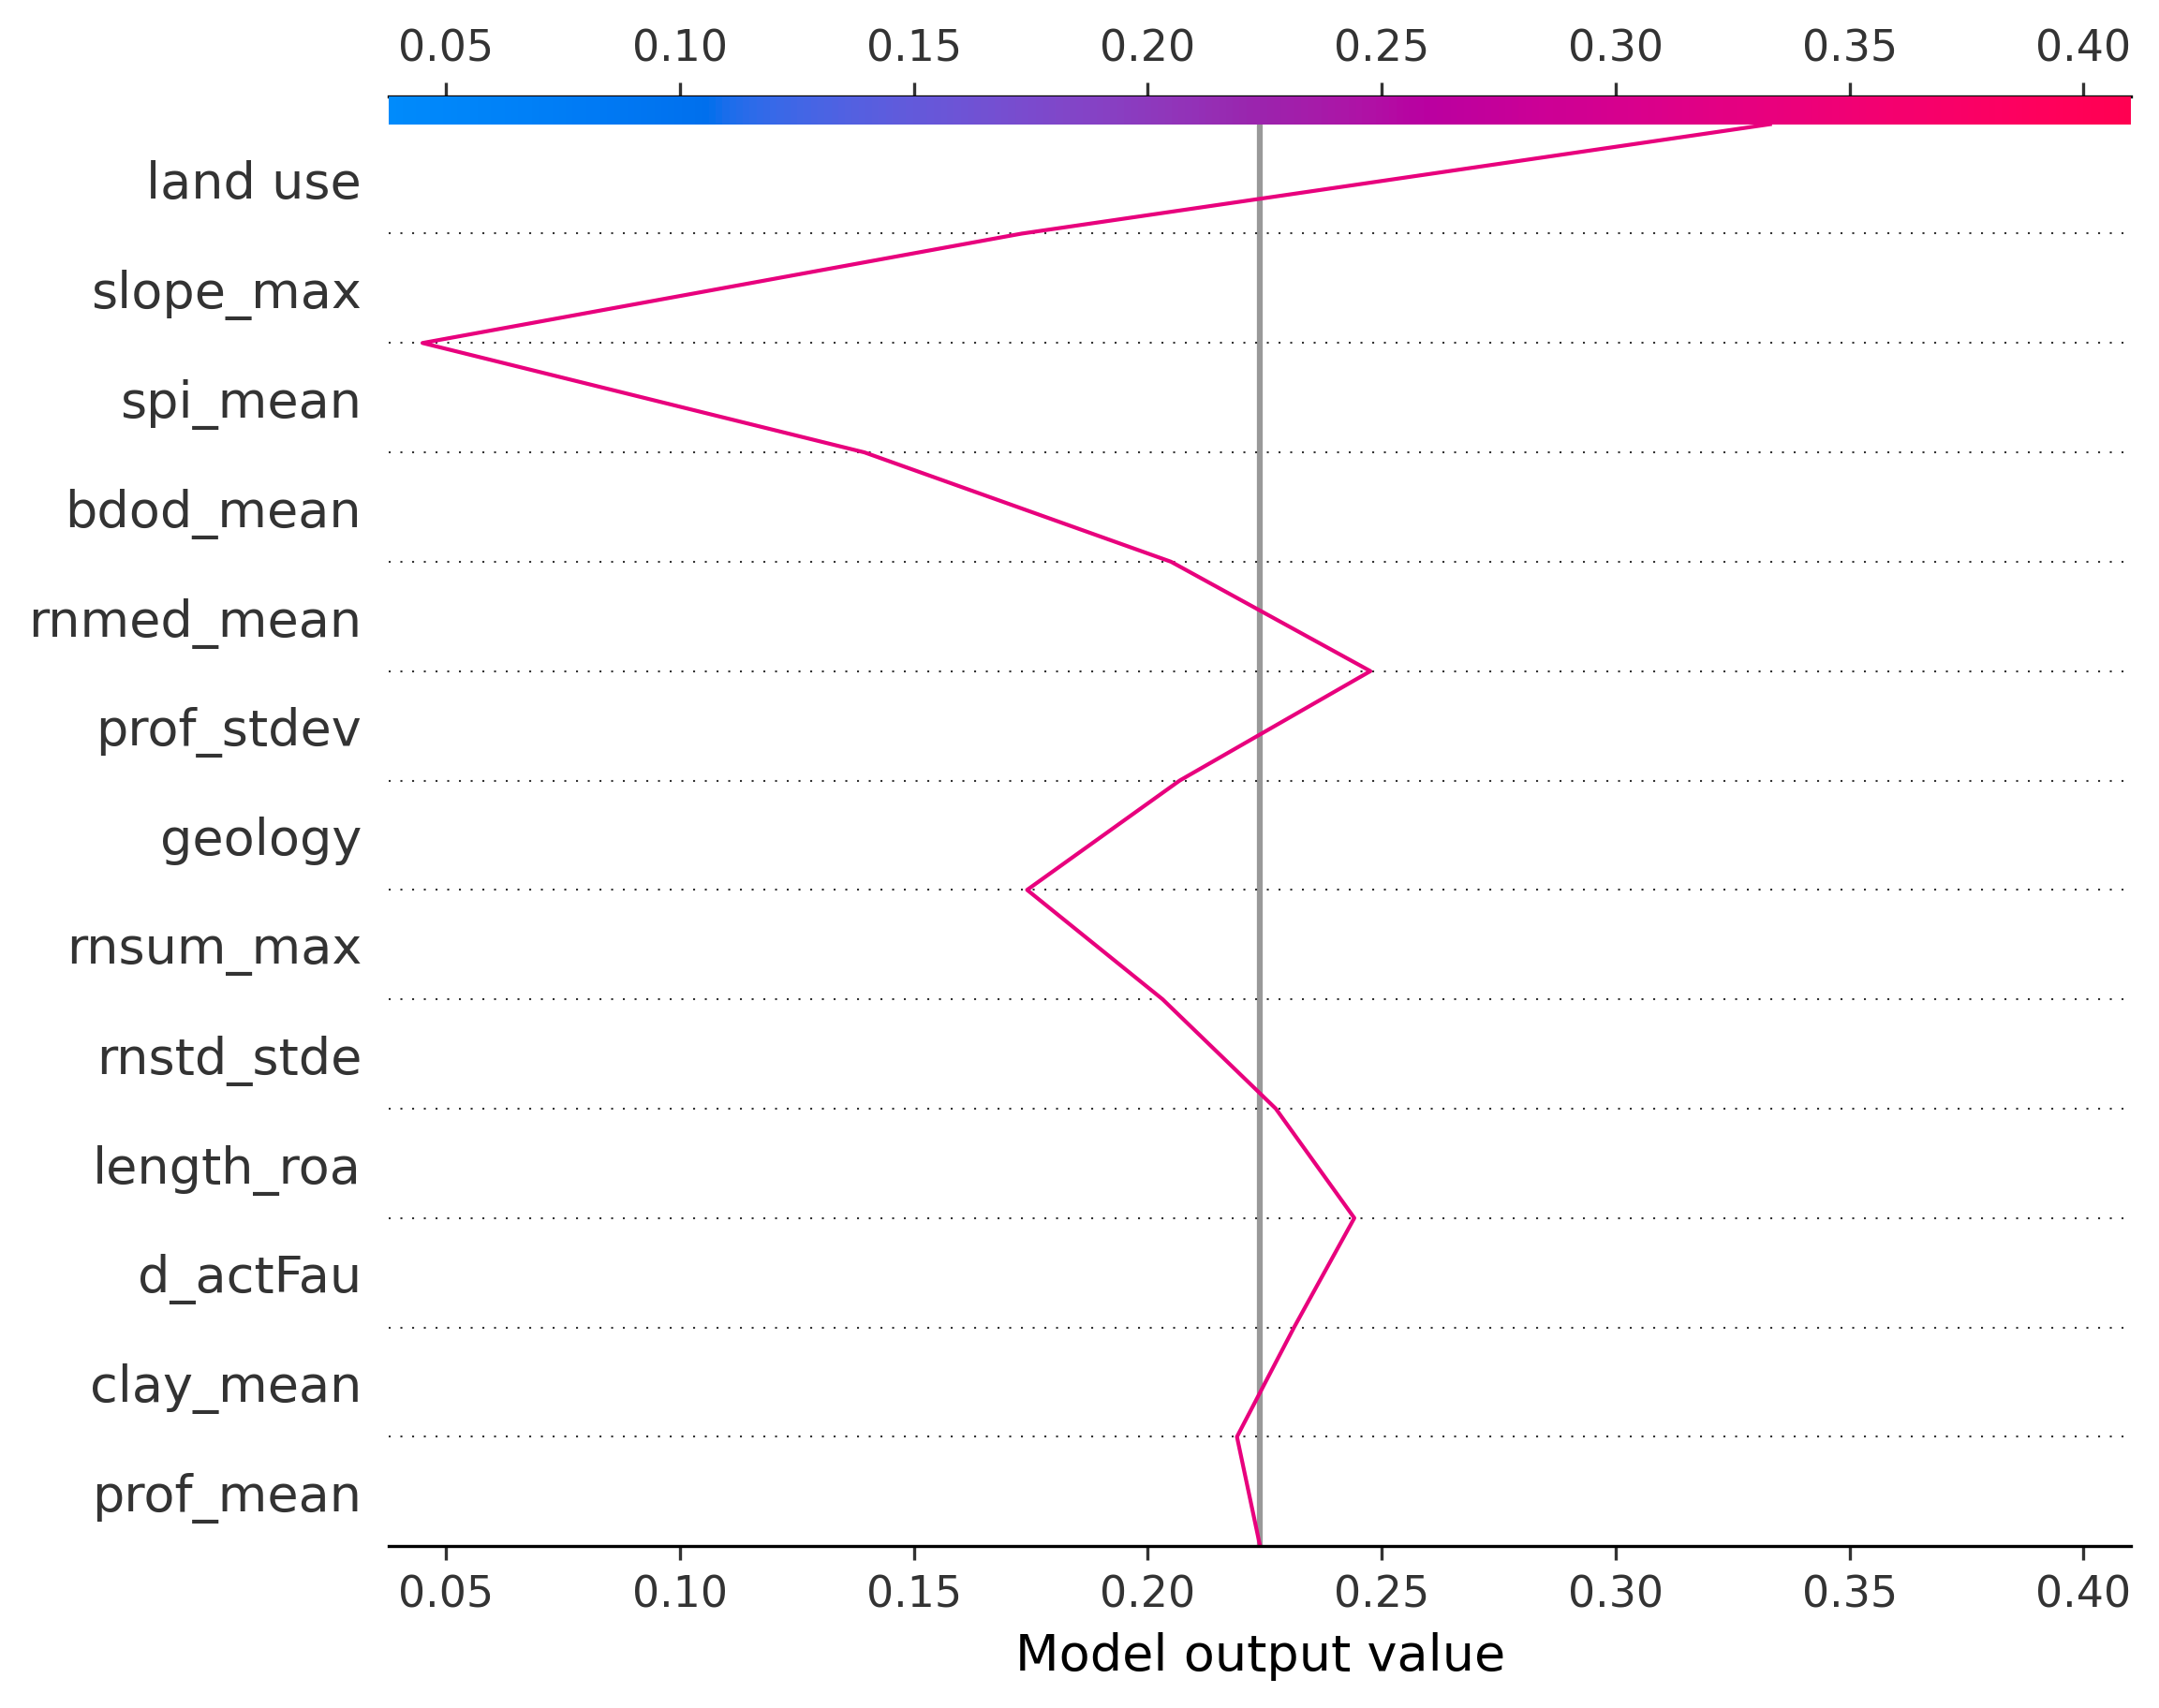 0.05 0.10 0.15 0.20 0.25 0.30 0.35 0.40
land use
slope_max
spi_mean
bdod_mean
rnmed_mean
prof_stdev
geology
rnsum_max
rnstd_stde
length_roa
d_actFau
clay_mean
prof_mean
0.05 0.10 0.15 0.20 0.25 0.30 0.35 0.40
Model output value